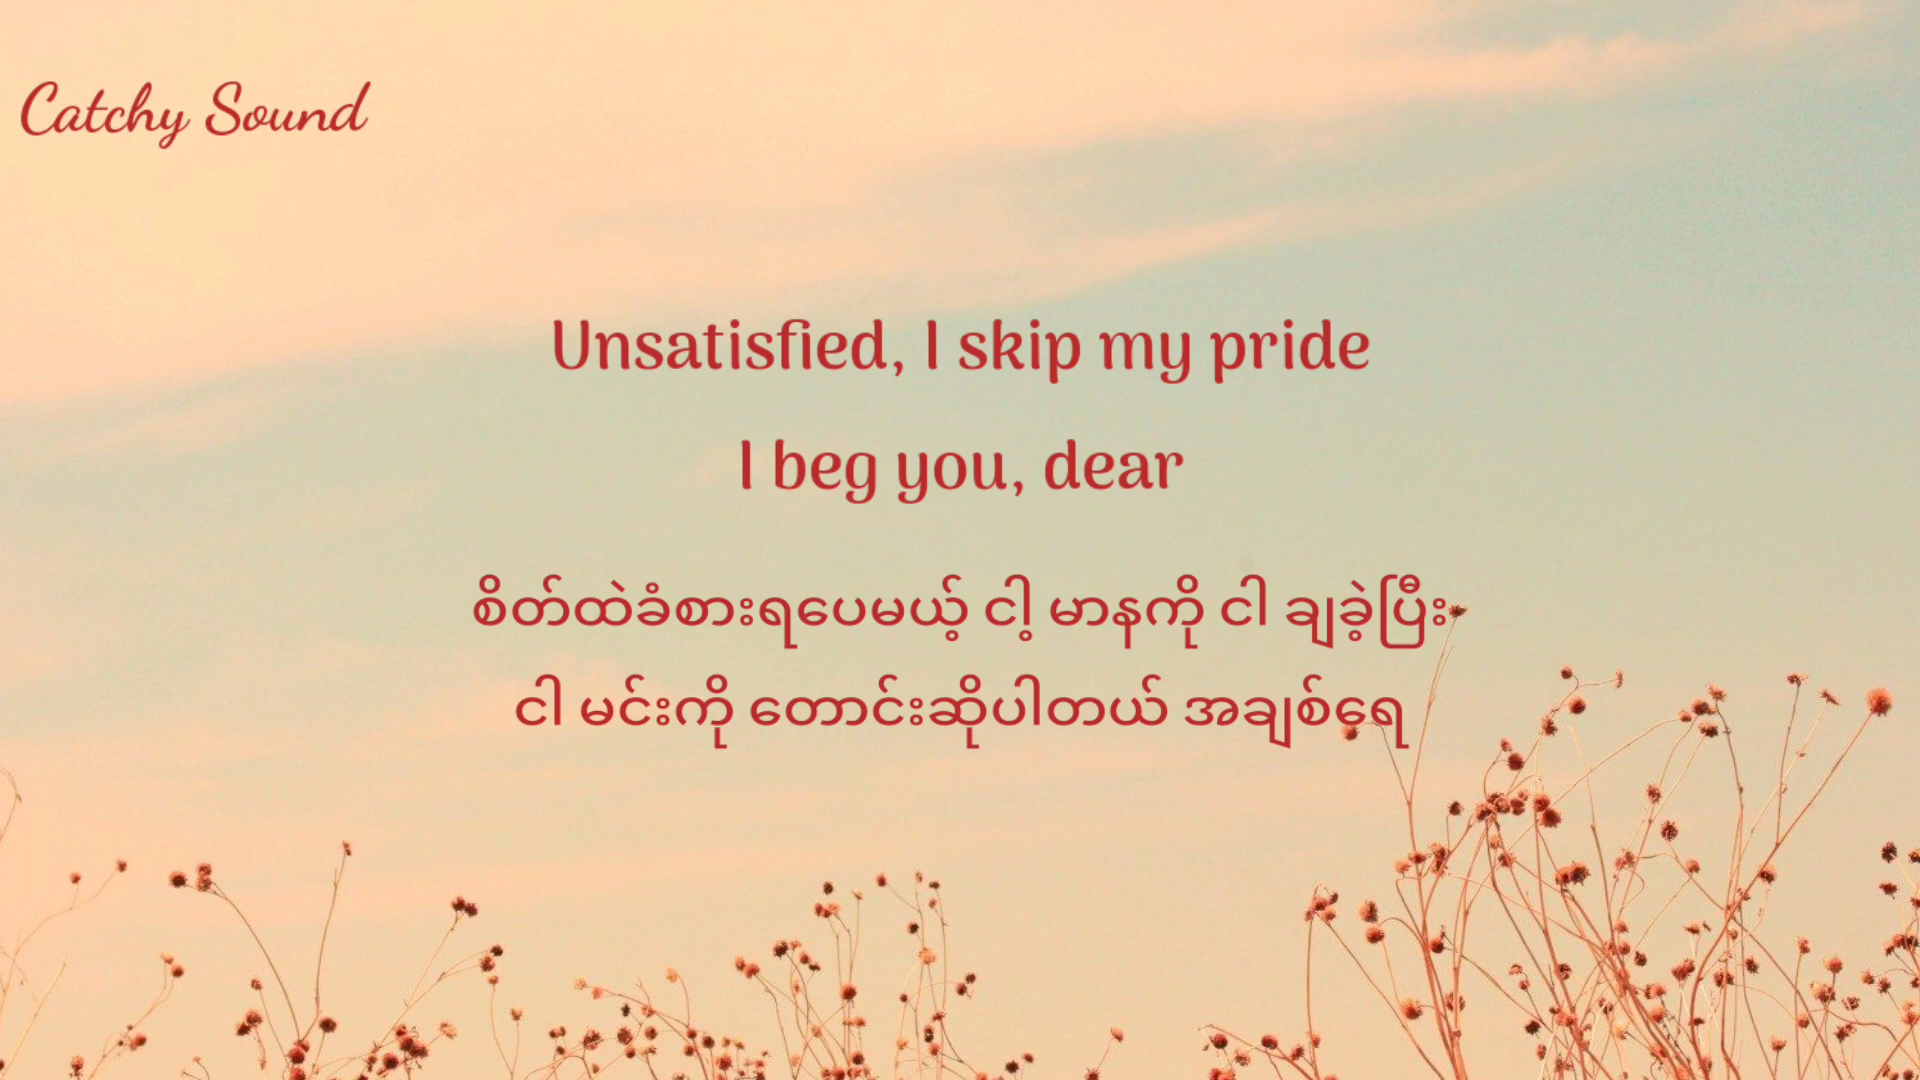 Catchy Sound
Unsatisfied, I skip my pride
I beg you, dear
စိတ်ထဲခံစားရပေမယ့် ငါ့ မာနကို ငါ ချခဲ့ပြီး
ငါ မင်းကို တောင်းဆိုပါတယ် အချစ်ရေ